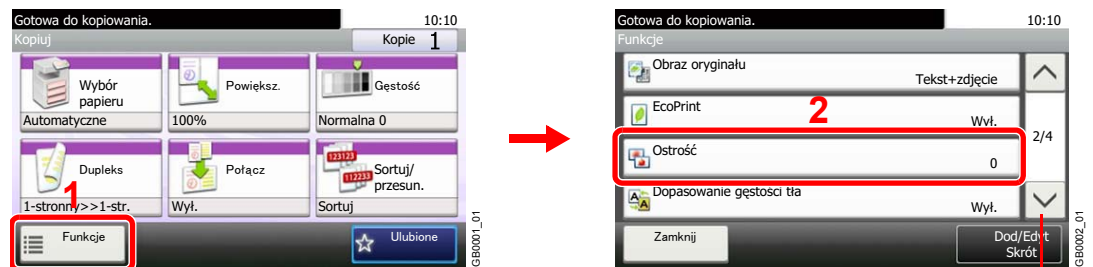 Gotowa do kopiowania.
10:10
Kopiuj
Kopie 1
Wybór
papieru
Automatyczne
Powiększ.
100%
Gęstość
Normalna 0
Dupleks
1-stronny>>1-str.
Połącz
Wył.
123123
112233
Sortuj/
przesun.
Sortuj
1
Funkcje
Ulubione
GB0001_01
Gotowa do kopiowania.
10:10
Funkcje
Obraz oryginału
Tekst+zdjęcie
EcoPrint
Wył.
2
2/4
Ostrość
0
Dopasowanie gęstości tła
Wył.
Zamknij
Dod/Edyt
Skrót
GB0002_01